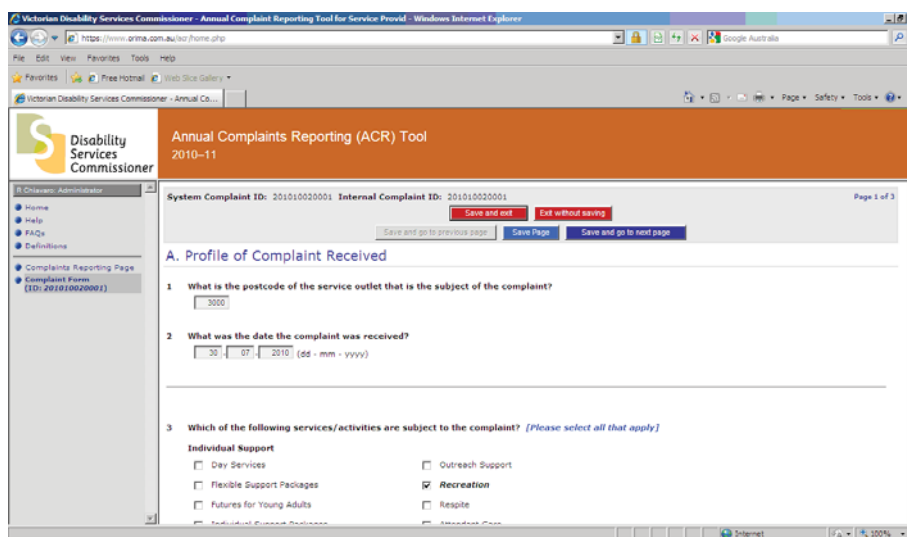 Victorian Disability Services Commissioner - Annual Complaint Reporting Tool for Service Provid - Windows Internet Explorer
https://www.orima.com.au/acr/home.php
Google Australia
File Edit View Favorites Tools Help
Favorites Free Hotmail Web Slice Gallery
Victorian Disability Services Commissioner - Annual Co... Page Safety Tools
Disability
Services
Commissioner
Annual Complaints Reporting (ACR) Tool
2010–11
R Chiavaro: Administrator
Home
Help
FAQs
Definitions
Complaints Reporting Page
Complaint Form
(ID: 201010020001)
System Complaint ID: 201010020001 Internal Complaint ID: 201010020001 Page 1 of 3
Save and exit Exit without saving
Save and go to previous page Save Page Save and go to next page
A. Profile of Complaint Received
1 What is the postcode of the service outlet that is the subject of the complaint?
3000
2 What was the date the complaint was received?
30 - 07 - 2010 (dd - mm - yyyy)
3 Which of the following services/activities are subject to the complaint? [Please select all that apply]
Individual Support
Day Services Outreach Support
Flexible Support Packages Recreation
Futures for Young Adults Respite
Individual Support Packages Attendant Care
Internet 100%